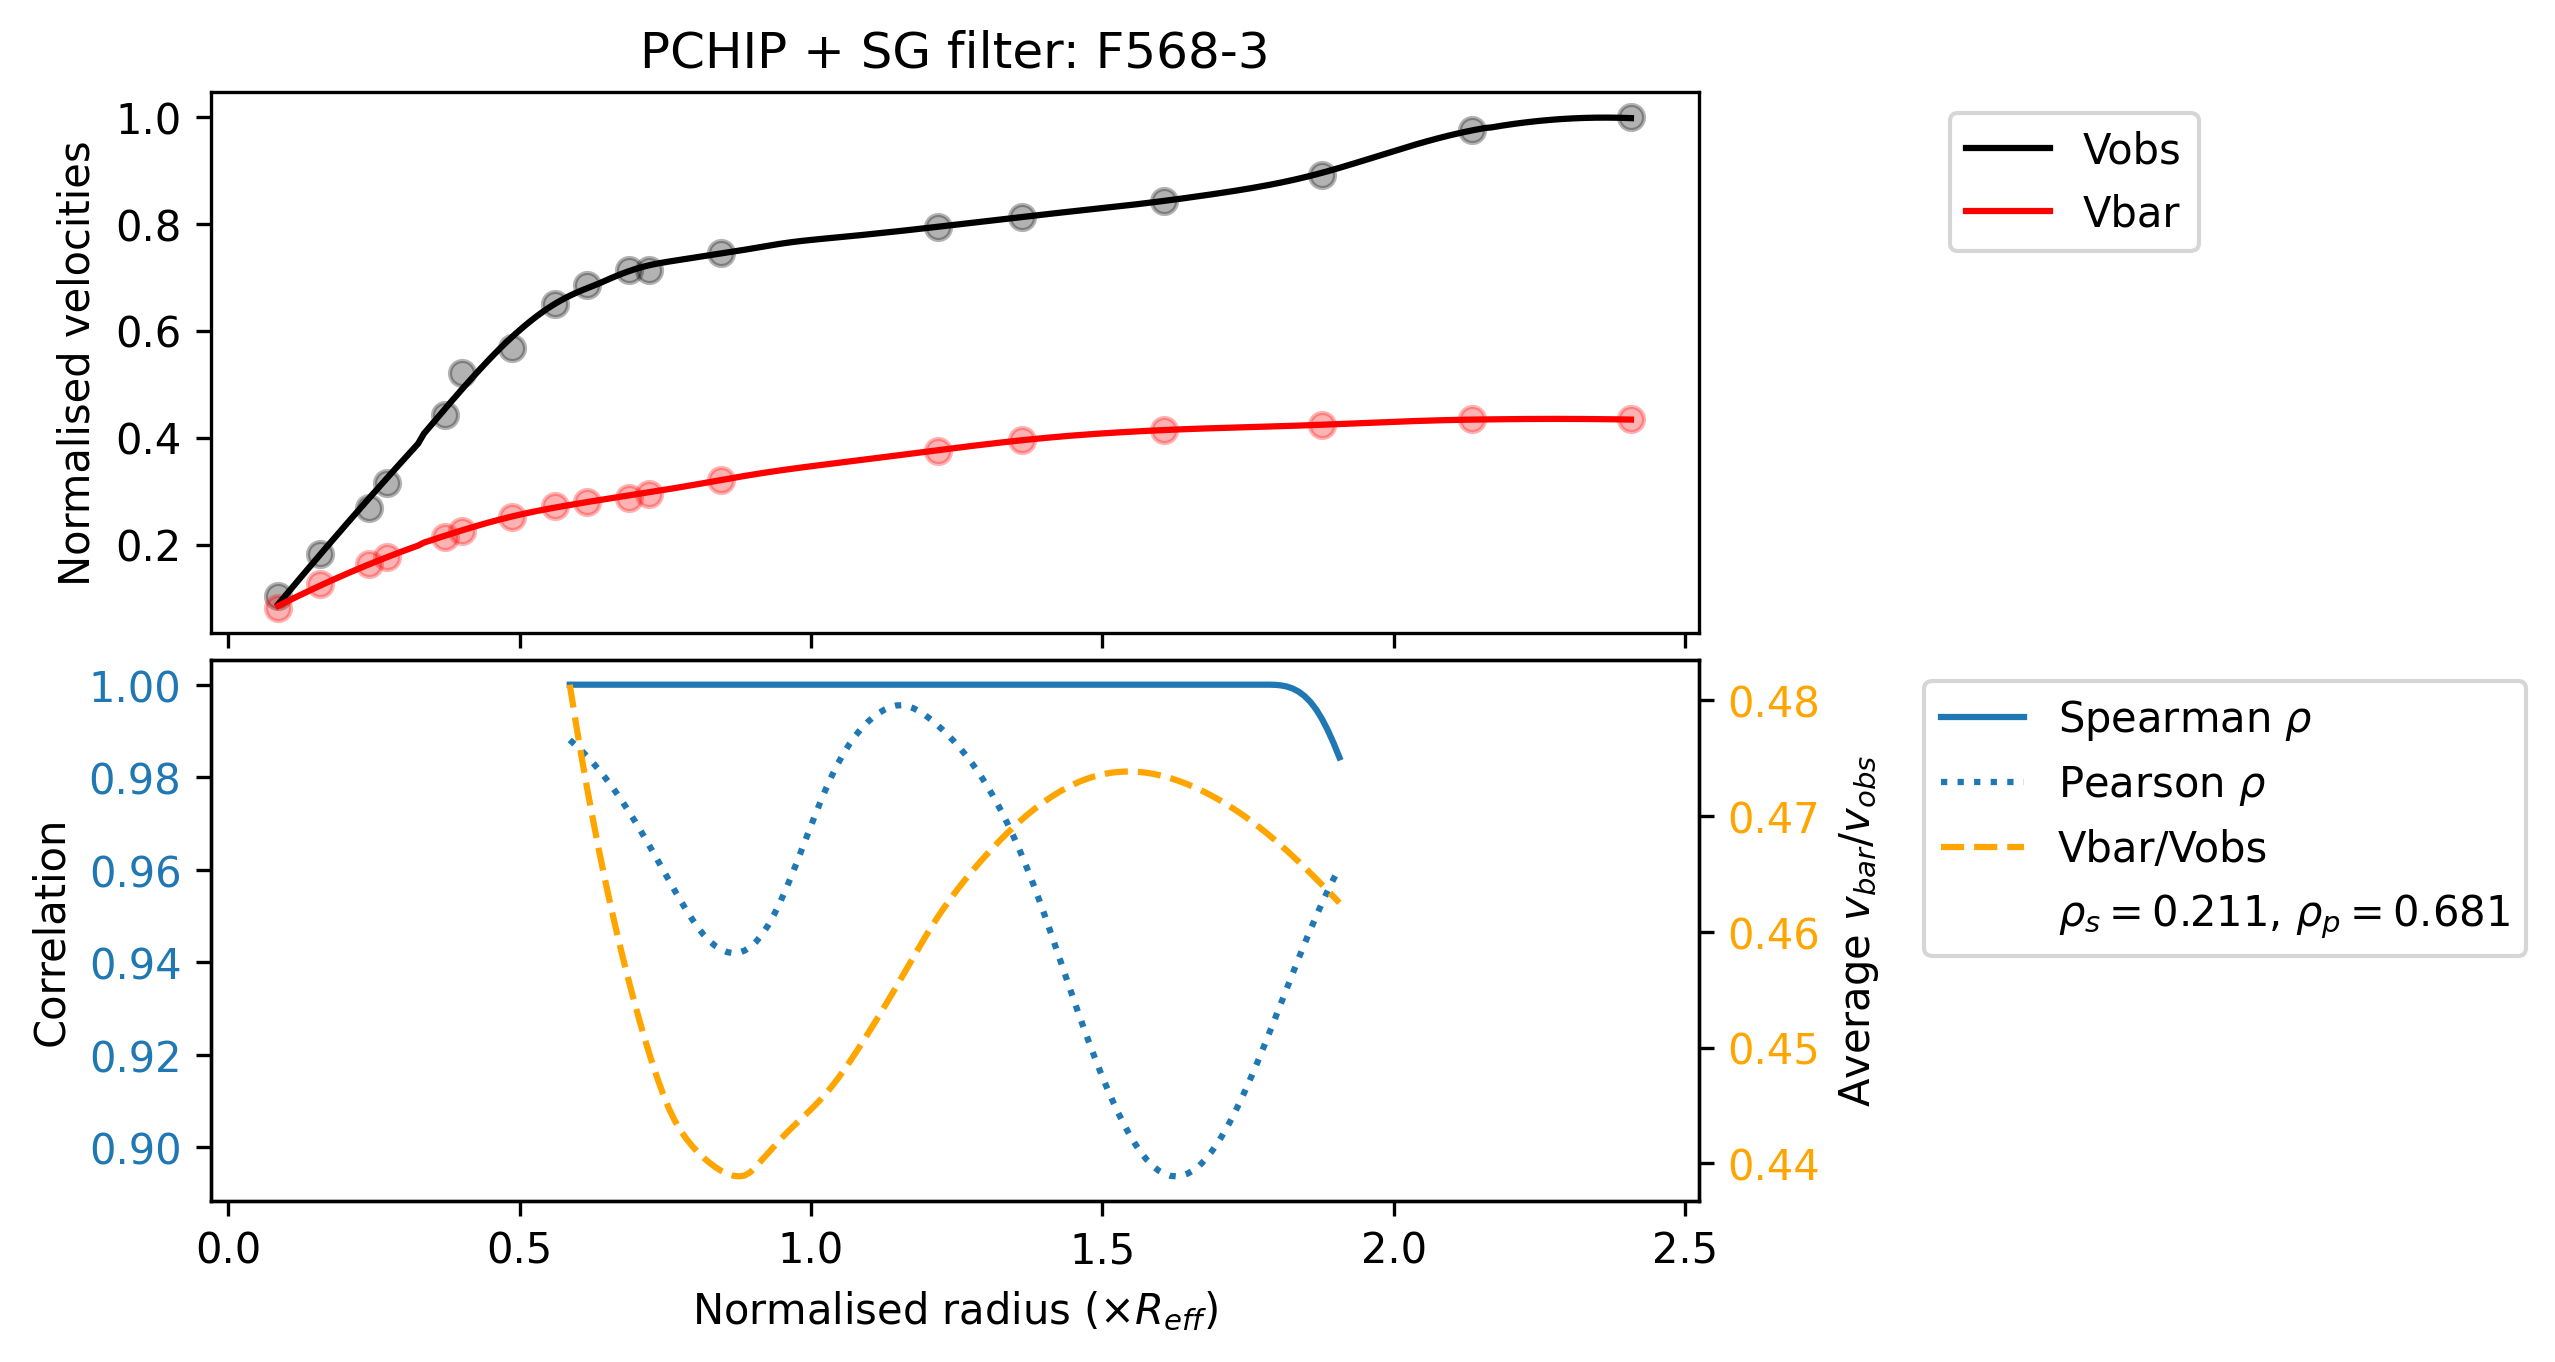 PCHIP + SG filter: F568-3
Normalised velocities
1.0
0.8
0.6
0.4
0.2
Vobs
Vbar
Correlation
1.00
0.98
0.96
0.94
0.92
0.90
0.48
0.47
0.46
0.45
0.44
Average v_bar/v_obs
Spearman ρ
Pearson ρ
Vbar/Vobs
ρ_s = 0.211, ρ_p = 0.681
0.0 0.5 1.0 1.5 2.0 2.5
Normalised radius (×R_eff)